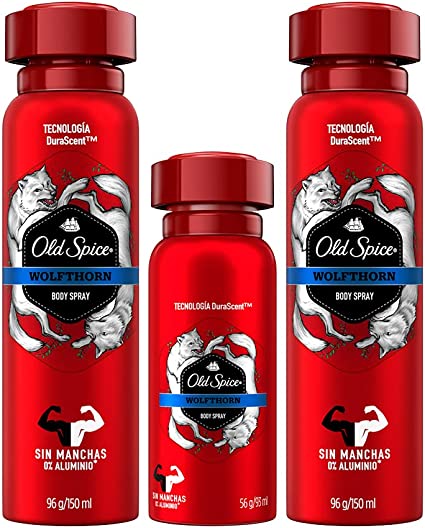 TECNOLOGÍA
DuraScent™
Old Spice®
WOLFTHORN
BODY SPRAY
SIN MANCHAS
0% ALUMINIO*
96 g/150 ml
TECNOLOGÍA DuraScent™
Old Spice®
WOLFTHORN
BODY SPRAY
SIN MANCHAS
0% ALUMINIO*
56 g/93 ml
TECNOLOGÍA
DuraScent™
Old Spice®
WOLFTHORN
BODY SPRAY
SIN MANCHAS
0% ALUMINIO*
96 g/150 ml